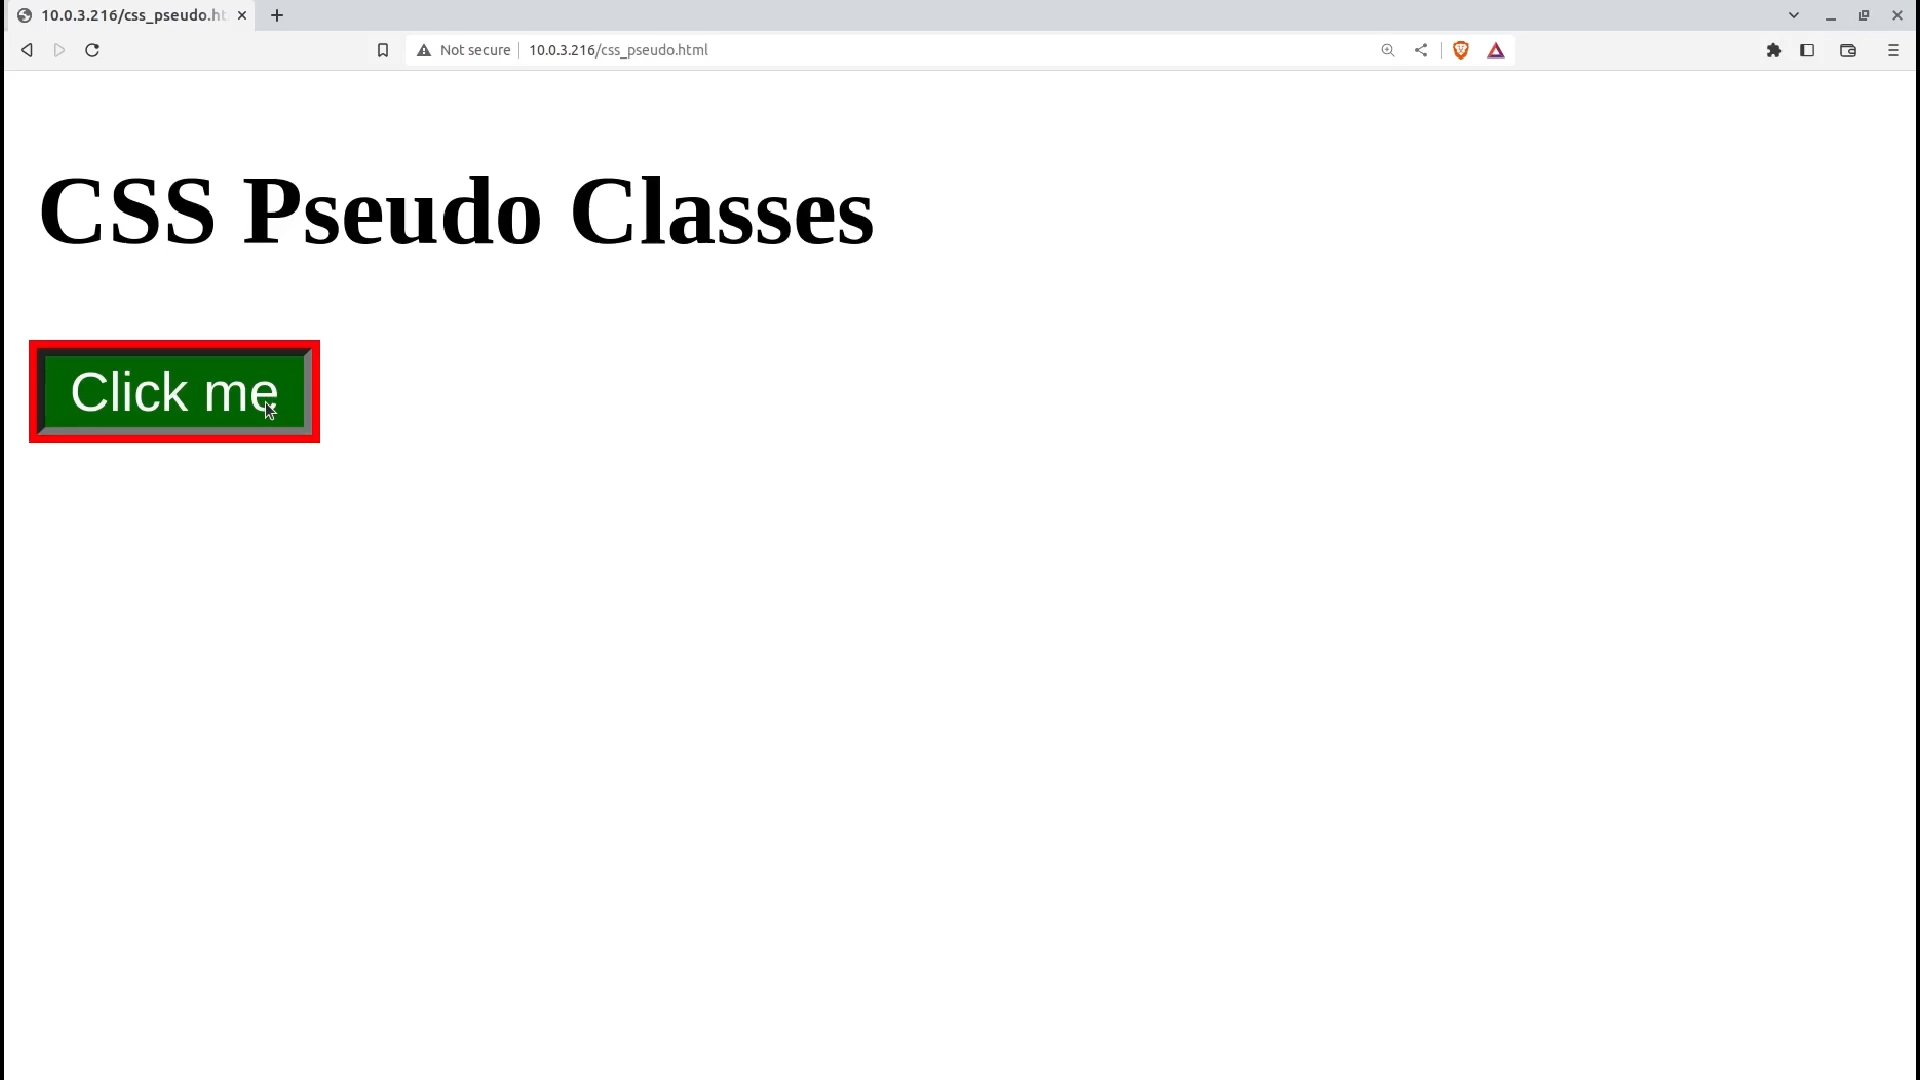 10.0.3.216/css_pseudo.ht
Not secure
10.0.3.216/css_pseudo.html
CSS Pseudo Classes
Click me